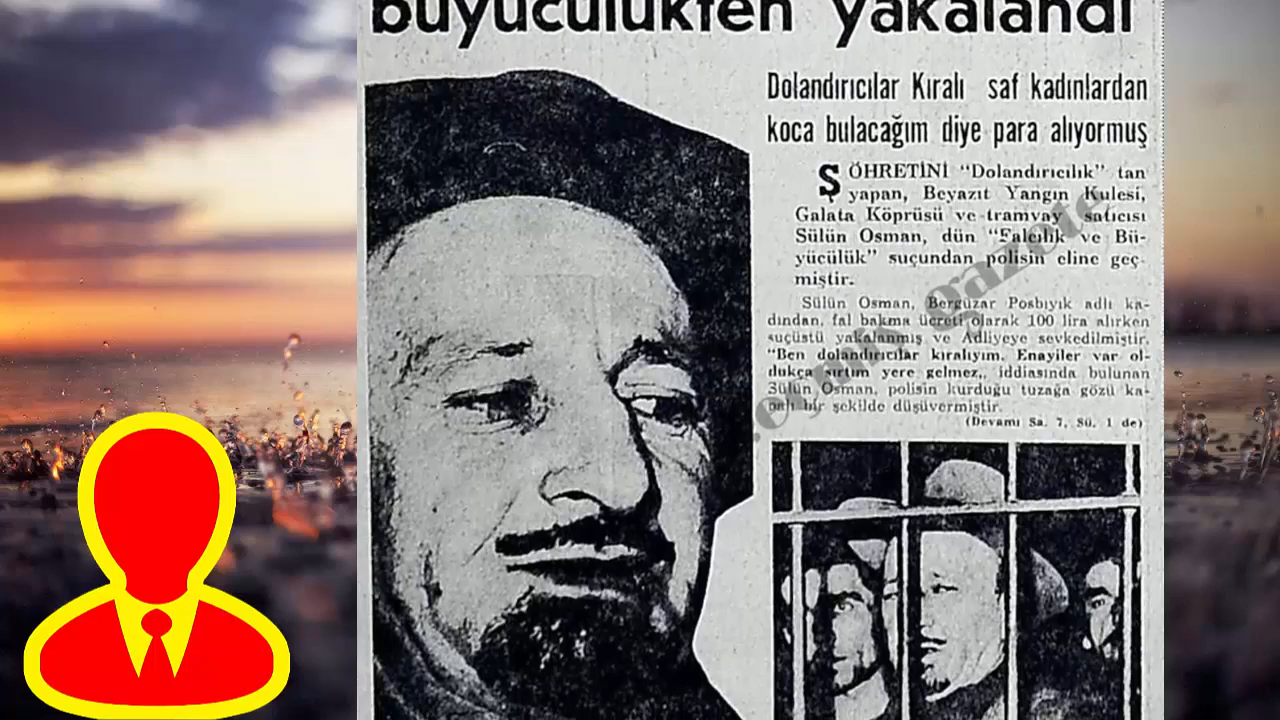 büyücülükten yakalandı
Dolandırıcılar Kıralı saf kadınlardan
koca bulacağım diye para alıyormuş
ŞÖHRETİNİ "Dolandırıcılık" tan
yapan, Beyazıt Yangın Kulesi,
Galata Köprüsü ve tramvay satıcısı
Sülün Osman, dün "Falcılık ve Bü-
yücülük" suçundan polisin eline geç-
miştir.
Sülün Osman, Bergüzar Posbıyık adlı ka-
dından, fal bakma ücreti olarak 100 lira alırken
suçüstü yakalanmış ve Adliyeye sevkedilmiştir.
"Ben dolandırıcılar kıralıyım. Enayiler var ol-
dukça sırtım yere gelmez,, iddiasında bulunan
Sülün Osman, polisin kurduğu tuzağa gözü ka-
palı bir şekilde düşüvermiştir.
(Devamı Sa. 7, Sü. 1 de)
gazete